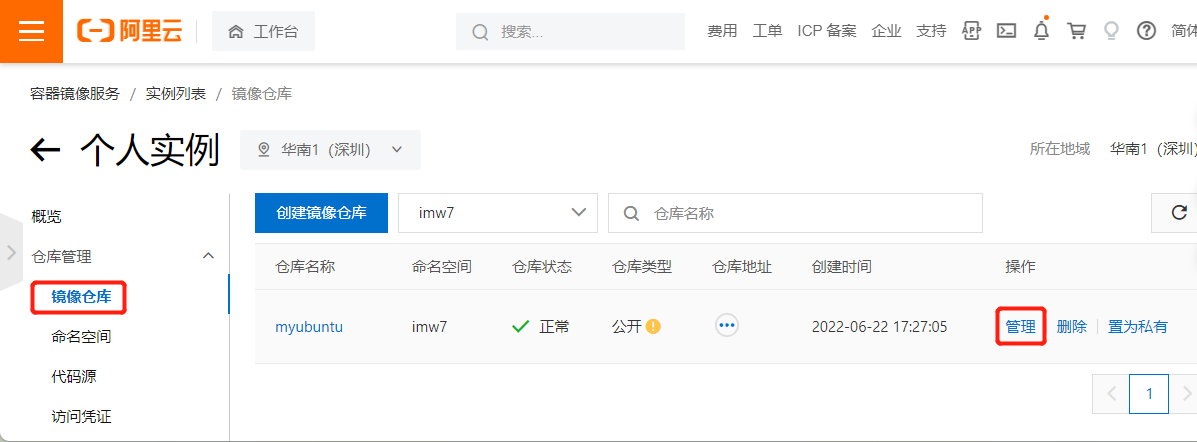 阿里云 工作台 搜索... 费用 工单 ICP 备案 企业 支持 APP 简体
容器镜像服务 / 实例列表 / 镜像仓库
个人实例 华南1（深圳） 所在地域 华南1（深圳）
概览
仓库管理
镜像仓库
命名空间
代码源
访问凭证
创建镜像仓库 imw7 仓库名称
仓库名称 命名空间 仓库状态 仓库类型 仓库地址 创建时间 操作
myubuntu imw7 正常 公开 2022-06-22 17:27:05 管理 删除 置为私有
1